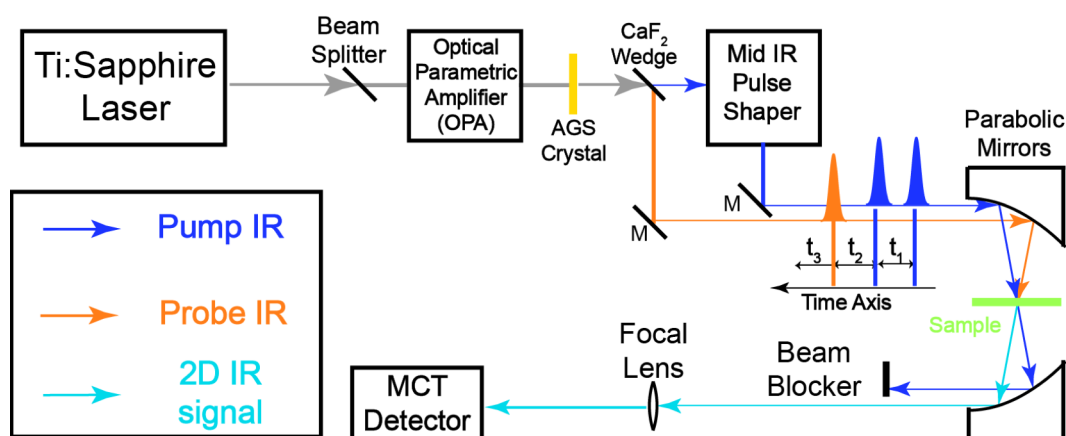 Ti:Sapphire
Laser
Beam
Splitter
Optical
Parametric
Amplifier
(OPA)
AGS
Crystal
CaF₂
Wedge
Mid IR
Pulse
Shaper
Parabolic
Mirrors
M
M
t₃
t₂
t₁
Time Axis
Sample
Pump IR
Probe IR
2D IR
signal
MCT
Detector
Focal
Lens
Beam
Blocker